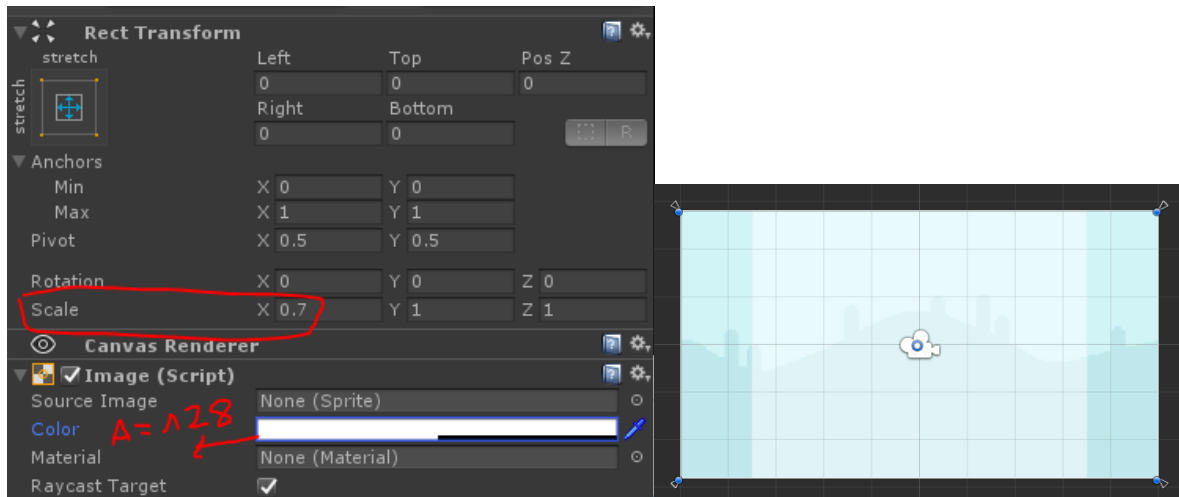 Rect Transform
stretch
Left Top Pos Z
stretch
0 0 0
Right Bottom
0 0
R
Anchors
Min X 0 Y 0
Max X 1 Y 1
Pivot X 0.5 Y 0.5
Rotation X 0 Y 0 Z 0
Scale X 0.7 Y 1 Z 1
Canvas Renderer
Image (Script)
Source Image None (Sprite)
Color A = 128
Material None (Material)
Raycast Target